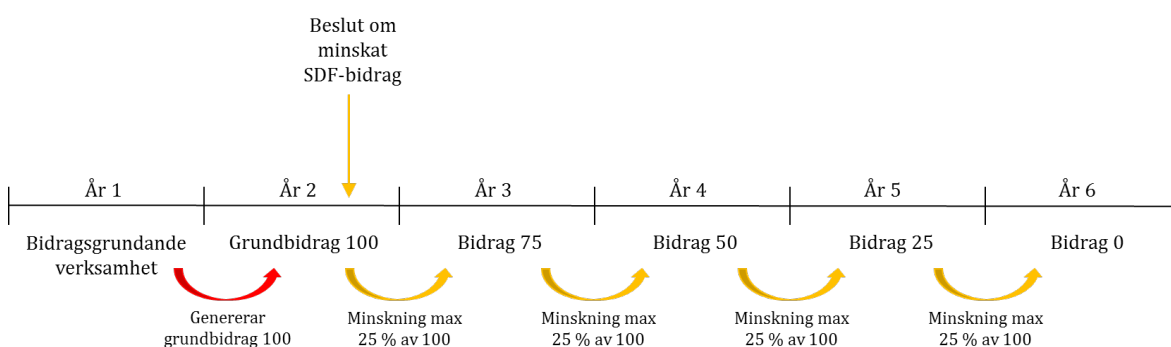 Beslut om
minskat
SDF-bidrag
År 1
År 2
År 3
År 4
År 5
År 6
Bidragsgrundande
verksamhet
Grundbidrag 100
Bidrag 75
Bidrag 50
Bidrag 25
Bidrag 0
Genererar
grundbidrag 100
Minskning max
25 % av 100
Minskning max
25 % av 100
Minskning max
25 % av 100
Minskning max
25 % av 100